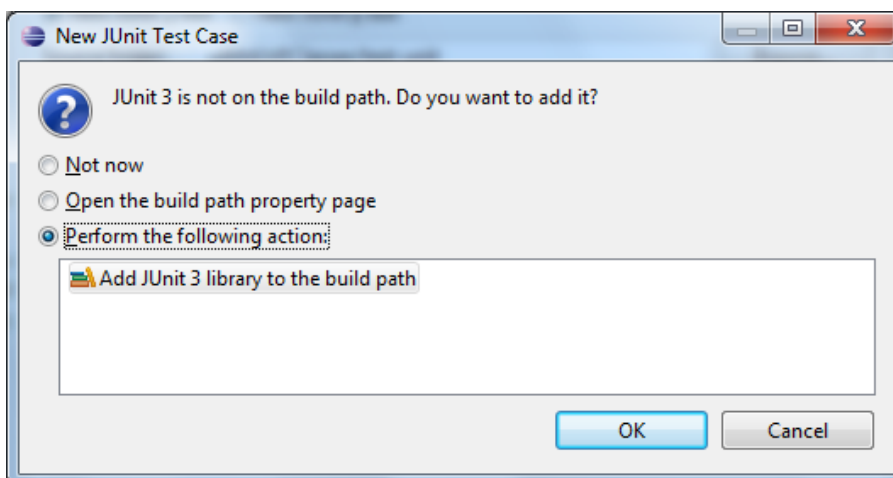 New JUnit Test Case
JUnit 3 is not on the build path. Do you want to add it?
Not now
Open the build path property page
Perform the following action:
Add JUnit 3 library to the build path
OK
Cancel